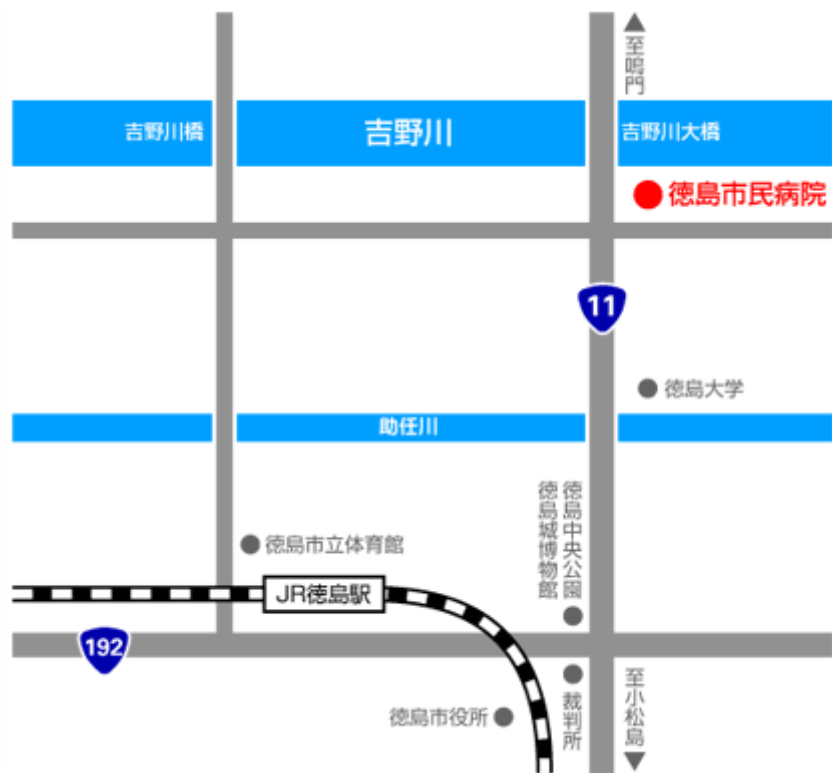 至鳴門
吉野川橋
吉野川
吉野川大橋
徳島市民病院
11
徳島大学
助任川
徳島中央公園
徳島城博物館
徳島市立体育館
JR徳島駅
192
徳島市役所
裁判所
至小松島